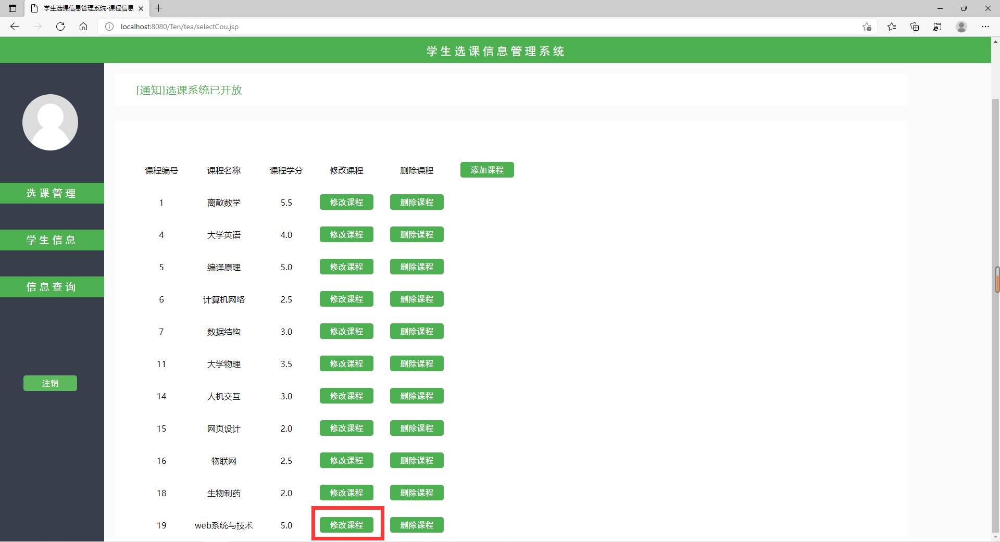 学生选课信息管理系统-课程信息
localhost:8080/Ten/tea/selectCou.jsp
学生选课信息管理系统
[通知]选课系统已开放
选课管理
学生信息
信息查询
注销
课程编号 课程名称 课程学分 修改课程 删除课程 添加课程
1 离散数学 5.5 修改课程 删除课程
4 大学英语 4.0 修改课程 删除课程
5 编译原理 5.0 修改课程 删除课程
6 计算机网络 2.5 修改课程 删除课程
7 数据结构 3.0 修改课程 删除课程
11 大学物理 3.5 修改课程 删除课程
14 人机交互 3.0 修改课程 删除课程
15 网页设计 2.0 修改课程 删除课程
16 物联网 2.5 修改课程 删除课程
18 生物制药 2.0 修改课程 删除课程
19 web系统与技术 5.0 修改课程 删除课程